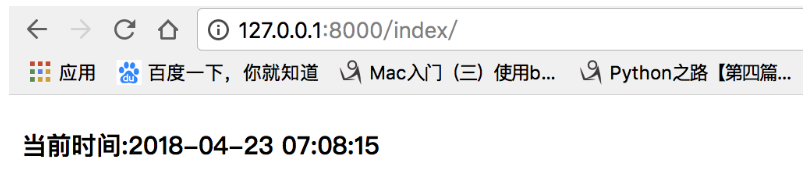 127.0.0.1:8000/index/
应用 百度一下，你就知道 Mac入门（三）使用b... Python之路【第四篇...
当前时间:2018-04-23 07:08:15